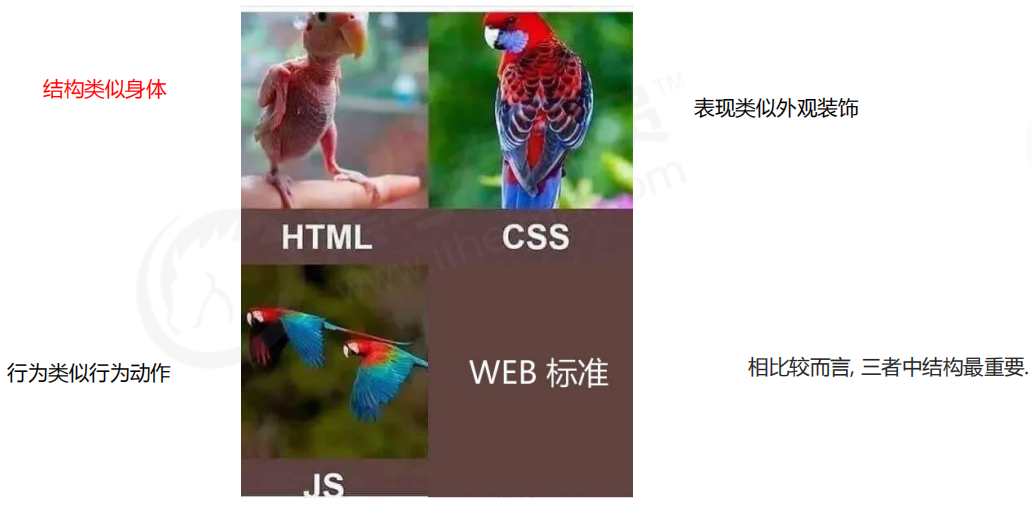 结构类似身体
表现类似外观装饰
HTML
CSS
行为类似行为动作
WEB 标准
相比较而言, 三者中结构最重要.
JS